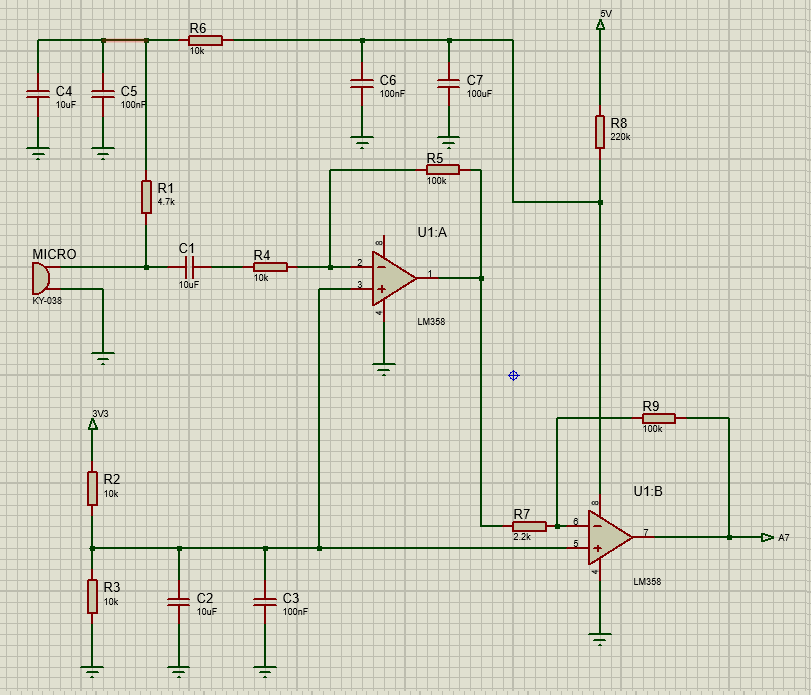 5V
R6
10k
C4
10uF
C5
100nF
C6
100nF
C7
100uF
R8
220k
R5
100k
R1
4.7k
U1:A
8
MICRO
KY-038
C1
10uF
R4
10k
2
3
1
4
LM358
3V3
R9
100k
R2
10k
U1:B
8
R7
2.2k
6
5
7
A7
4
LM358
R3
10k
C2
10uF
C3
100nF